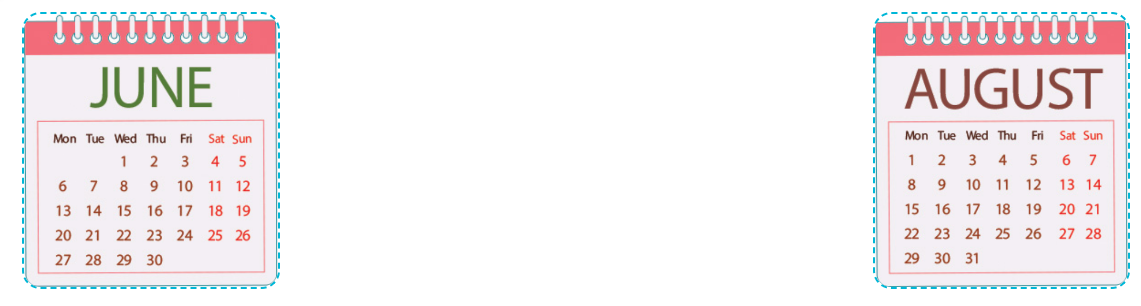 JUNE
Mon Tue Wed Thu Fri Sat Sun
1 2 3 4 5
6 7 8 9 10 11 12
13 14 15 16 17 18 19
20 21 22 23 24 25 26
27 28 29 30
AUGUST
Mon Tue Wed Thu Fri Sat Sun
1 2 3 4 5 6 7
8 9 10 11 12 13 14
15 16 17 18 19 20 21
22 23 24 25 26 27 28
29 30 31